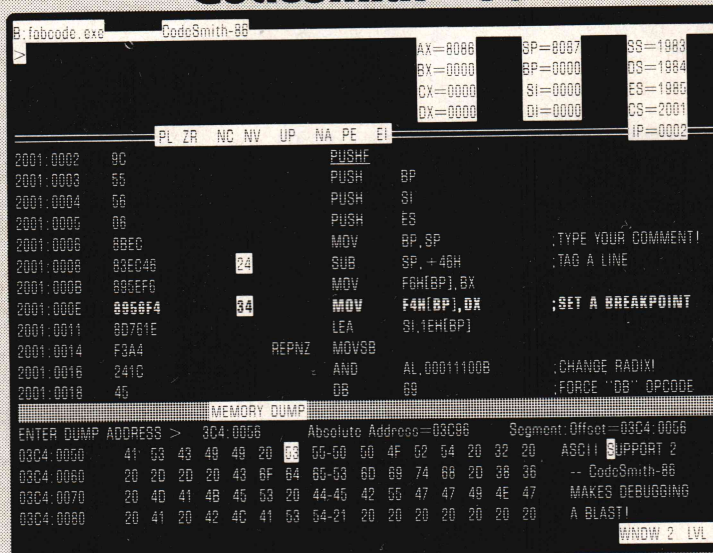 CodeSmith
B:fabcode.exe CodeSmith-86
>
AX=8086 SP=8087 SS=1983
BX=0000 BP=0000 DS=1984
CX=0000 SI=0000 ES=1985
DX=0000 DI=0000 CS=2001
IP=0002
PL ZR NC NV UP NA PE EI
2001:0002 9C PUSHF
2001:0003 55 PUSH BP
2001:0004 56 PUSH SI
2001:0005 06 PUSH ES
2001:0006 8BEC MOV BP,SP ;TYPE YOUR COMMENT!
2001:0008 83EC46 24 SUB SP,+46H ;TAG A LINE
2001:000B 895EF6 MOV F6H[BP],BX
2001:000E 8956F4 34 MOV F4H[BP],DX ;SET A BREAKPOINT
2001:0011 8D761E LEA SI,1EH[BP]
2001:0014 F3A4 REPNZ MOVSB
2001:0016 241C AND AL,00011100B ;CHANGE RADIX!
2001:0018 45 DB 69 ;FORCE "DB" OPCODE
MEMORY DUMP
ENTER DUMP ADDRESS > 3C4:0056 Absolute Address=03C96 Segment:Offset=03C4:0056
03C4:0050 41 53 43 49 49 20 53 55-50 50 4F 52 54 20 32 20 ASCII SUPPORT 2
03C4:0060 20 2D 2D 20 43 6F 64 65-53 6D 69 74 68 2D 38 36 -- CodeSmith-86
03C4:0070 20 4D 41 4B 45 53 20 44-45 42 55 47 47 49 4E 47 MAKES DEBUGGING
03C4:0080 20 41 20 42 4C 41 53 54-21 20 20 20 20 20 20 20 A BLAST!
WNDW 2 LVL